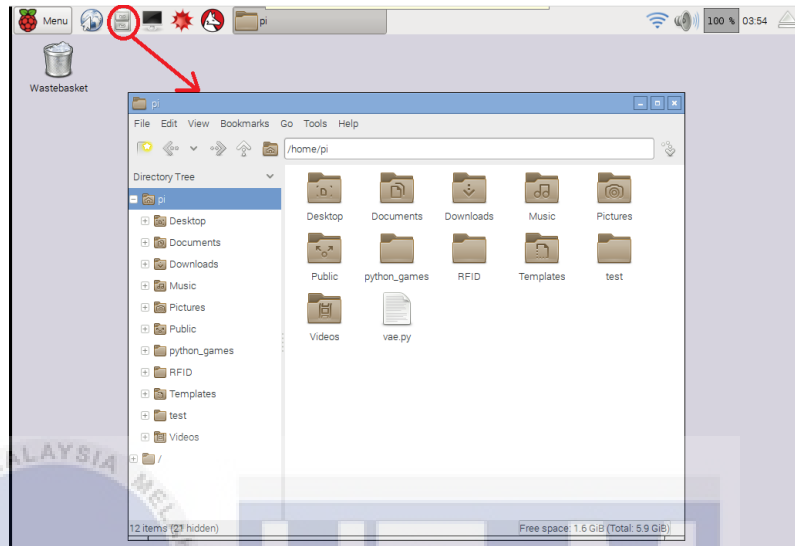 Menu pi 100 % 03:54
Wastebasket
pi
File Edit View Bookmarks Go Tools Help
/home/pi
Directory Tree
pi
Desktop
Documents
Downloads
Music
Pictures
Public
python_games
RFID
Templates
test
Videos
/
Desktop Documents Downloads Music Pictures
Public python_games RFID Templates test
Videos vae.py
12 items (21 hidden) Free space: 1.6 GiB (Total: 5.9 GiB)